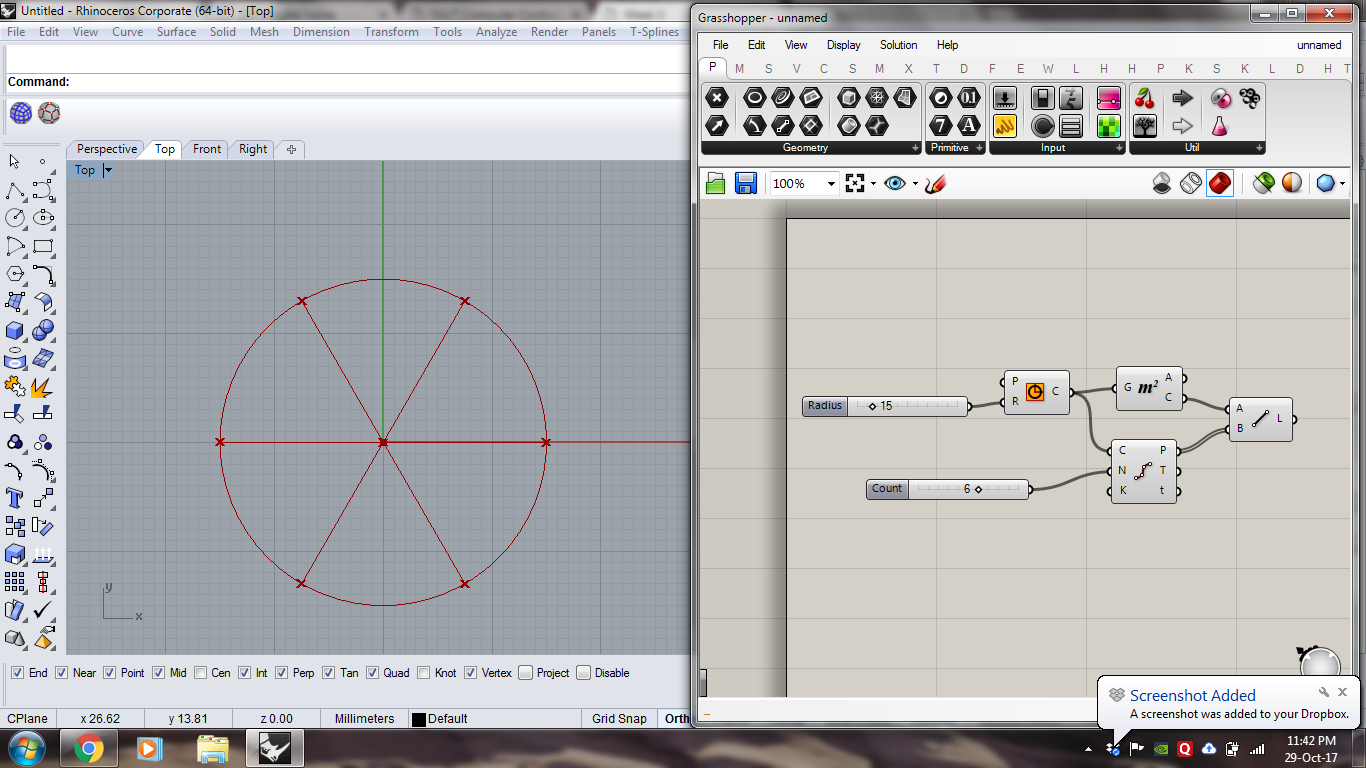 Untitled - Rhinoceros Corporate (64-bit) - [Top]
File Edit View Curve Surface Solid Mesh Dimension Transform Tools Analyze Render Panels T-Splines
Command:
Perspective Top Front Right
Top
y
x
End Near Point Mid Cen Int Perp Tan Quad Knot Vertex Project Disable
CPlane x 26.62 y 13.81 z 0.00 Millimeters Default Grid Snap Orth
Grasshopper - unnamed
File Edit View Display Solution Help unnamed
P M S V C S M X T D F E W L H H P K S K L D H T
0.1
7 A
Geometry Primitive Input Util
100%
Radius 15
P C
R
G m² A
C
A L
B
Count 6
C P
N T
K t
Screenshot Added
A screenshot was added to your Dropbox.
11:42 PM
29-Oct-17